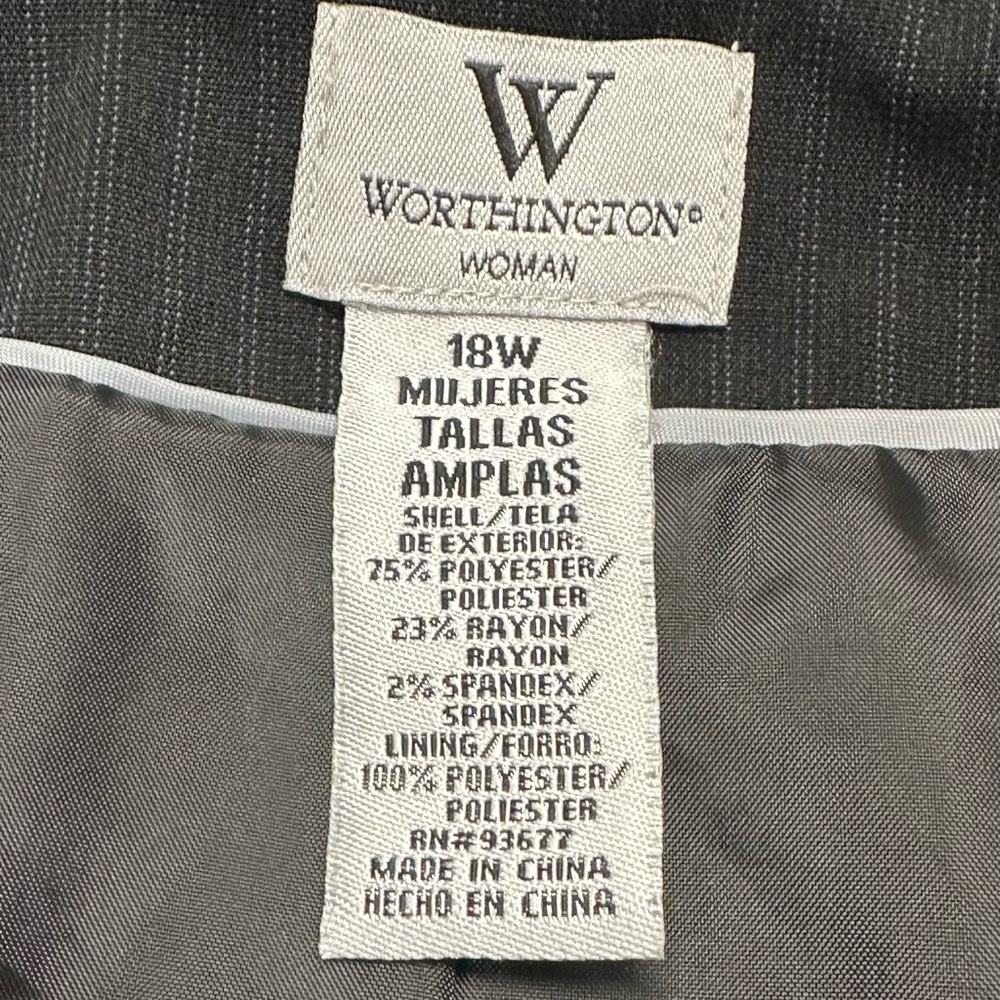 W
WORTHINGTON®
WOMAN
18W
MUJERES
TALLAS
AMPLAS
SHELL/TELA
DE EXTERIOR:
75% POLYESTER/
POLIESTER
23% RAYON/
RAYON
2% SPANDEX/
SPANDEX
LINING/FORRO:
100% POLYESTER/
POLIESTER
RN#93677
MADE IN CHINA
HECHO EN CHINA